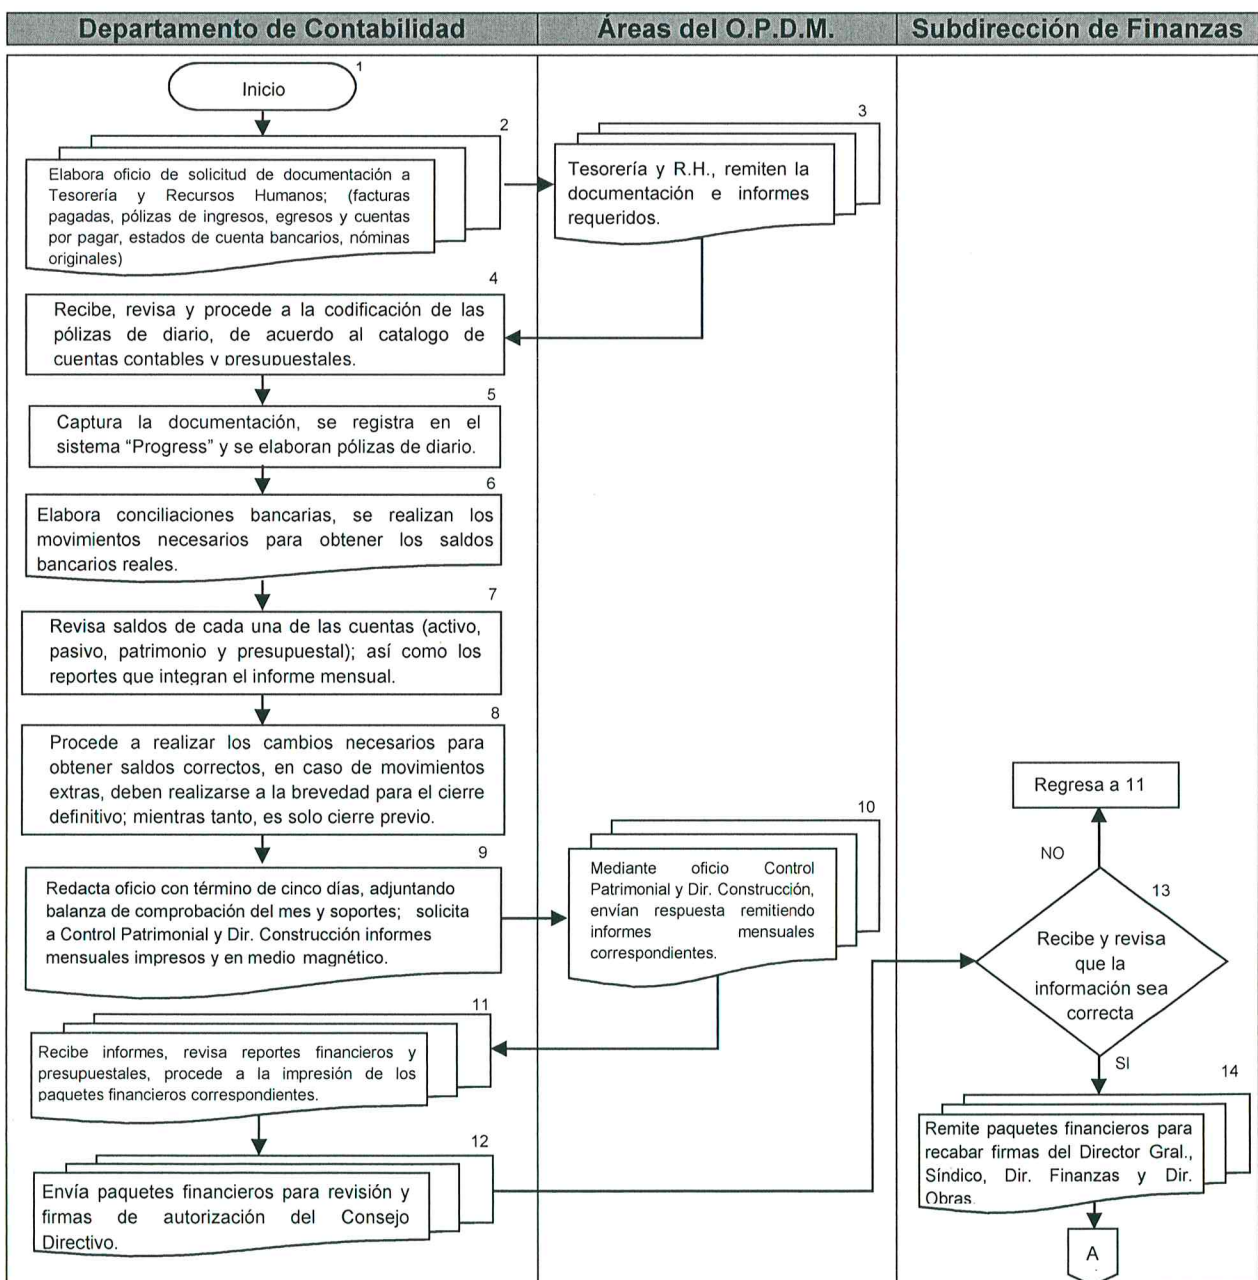 Departamento de Contabilidad
Áreas del O.P.D.M.
Subdirección de Finanzas
1
Inicio
2
Elabora oficio de solicitud de documentación a
Tesorería y Recursos Humanos; (facturas
pagadas, pólizas de ingresos, egresos y cuentas
por pagar, estados de cuenta bancarios, nóminas
originales)
3
Tesorería y R.H., remiten la
documentación e informes
requeridos.
4
Recibe, revisa y procede a la codificación de las
pólizas de diario, de acuerdo al catalogo de
cuentas contables y presupuestales.
5
Captura la documentación, se registra en el
sistema “Progress” y se elaboran pólizas de diario.
6
Elabora conciliaciones bancarias, se realizan los
movimientos necesarios para obtener los saldos
bancarios reales.
7
Revisa saldos de cada una de las cuentas (activo,
pasivo, patrimonio y presupuestal); así como los
reportes que integran el informe mensual.
8
Procede a realizar los cambios necesarios para
obtener saldos correctos, en caso de movimientos
extras, deben realizarse a la brevedad para el cierre
definitivo; mientras tanto, es solo cierre previo.
9
Redacta oficio con término de cinco días, adjuntando
balanza de comprobación del mes y soportes; solicita
a Control Patrimonial y Dir. Construcción informes
mensuales impresos y en medio magnético.
10
Mediante oficio Control
Patrimonial y Dir. Construcción,
envían respuesta remitiendo
informes mensuales
correspondientes.
11
Recibe informes, revisa reportes financieros y
presupuestales, procede a la impresión de los
paquetes financieros correspondientes.
12
Envía paquetes financieros para revisión y
firmas de autorización del Consejo
Directivo.
Regresa a 11
NO
13
Recibe y revisa
que la
información sea
correcta
SI
14
Remite paquetes financieros para
recabar firmas del Director Gral.,
Síndico, Dir. Finanzas y Dir.
Obras.
A